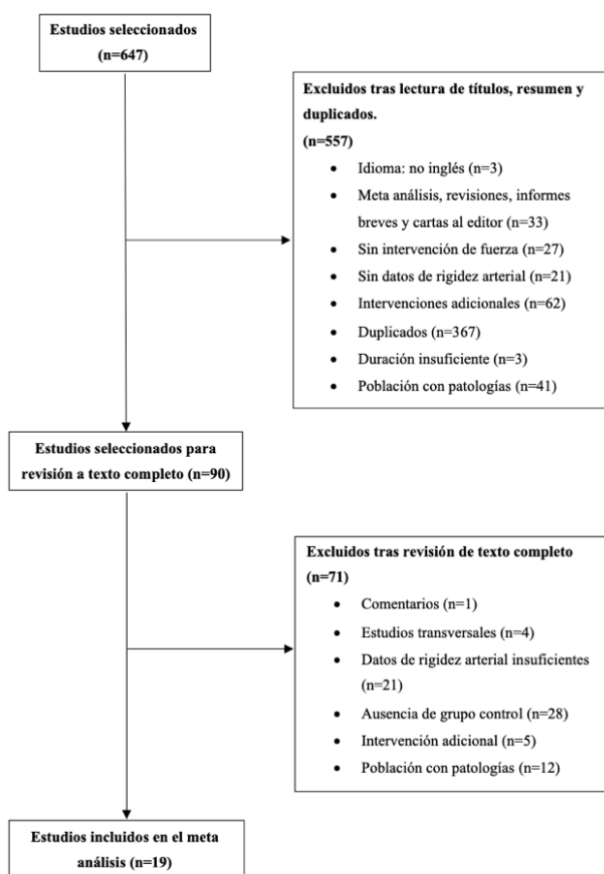 Estudios seleccionados
(n=647)
Excluidos tras lectura de títulos, resumen y
duplicados.
(n=557)
• Idioma: no inglés (n=3)
• Meta análisis, revisiones, informes
breves y cartas al editor (n=33)
• Sin intervención de fuerza (n=27)
• Sin datos de rigidez arterial (n=21)
• Intervenciones adicionales (n=62)
• Duplicados (n=367)
• Duración insuficiente (n=3)
• Población con patologías (n=41)
Estudios seleccionados para
revisión a texto completo (n=90)
Excluidos tras revisión de texto completo
(n=71)
• Comentarios (n=1)
• Estudios transversales (n=4)
• Datos de rigidez arterial insuficientes
(n=21)
• Ausencia de grupo control (n=28)
• Intervención adicional (n=5)
• Población con patologías (n=12)
Estudios incluidos en el meta
análisis (n=19)